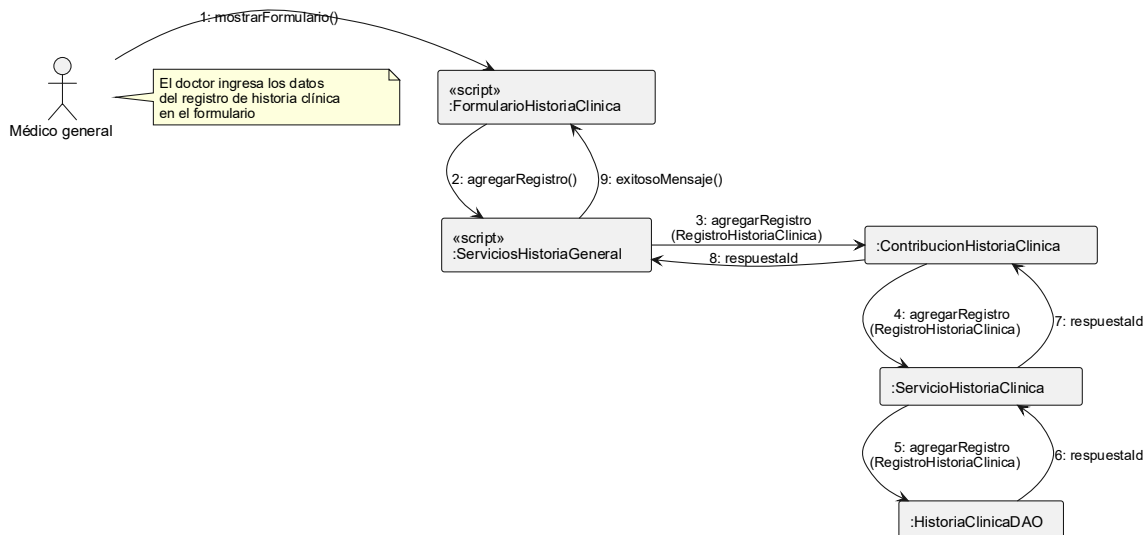 1: mostrarFormulario()
Médico general
El doctor ingresa los datos
del registro de historia clínica
en el formulario
«script»
:FormularioHistoriaClinica
2: agregarRegistro()
9: exitosoMensaje()
«script»
:ServiciosHistoriaGeneral
3: agregarRegistro
(RegistroHistoriaClinica)
8: respuestaId
:ContribucionHistoriaClinica
4: agregarRegistro
(RegistroHistoriaClinica)
7: respuestaId
:ServicioHistoriaClinica
5: agregarRegistro
(RegistroHistoriaClinica)
6: respuestaId
:HistoriaClinicaDAO